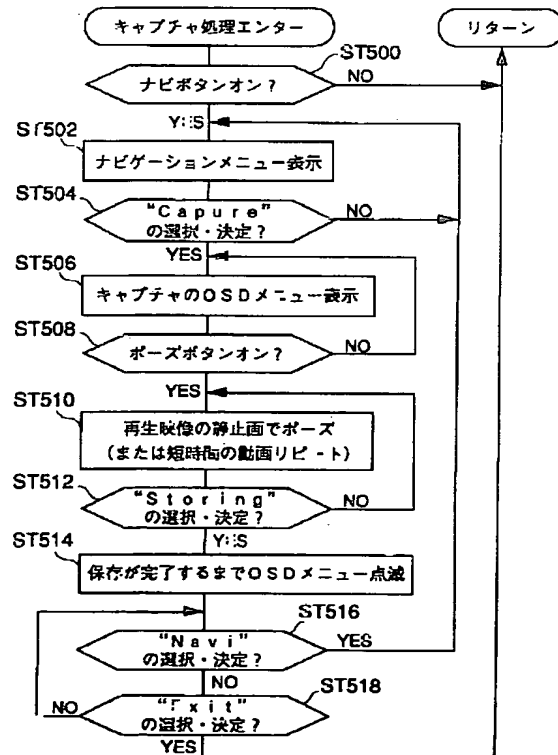 キャプチャ処理エンター
リターン
ST500
ナビボタンオン？
NO
YES
ST502
ナビゲーションメニュー表示
ST504
“Capure”
の選択・決定？
NO
YES
ST506
キャプチャのOSDメニュー表示
ST508
ポーズボタンオン？
NO
YES
ST510
再生映像の静止画でポーズ
（または短時間の動画リピート）
ST512
“Storing”
の選択・決定？
NO
YES
ST514
保存が完了するまでOSDメニュー点滅
ST516
“Navi”
の選択・決定？
YES
NO
ST518
“Exit”
の選択・決定？
NO
YES